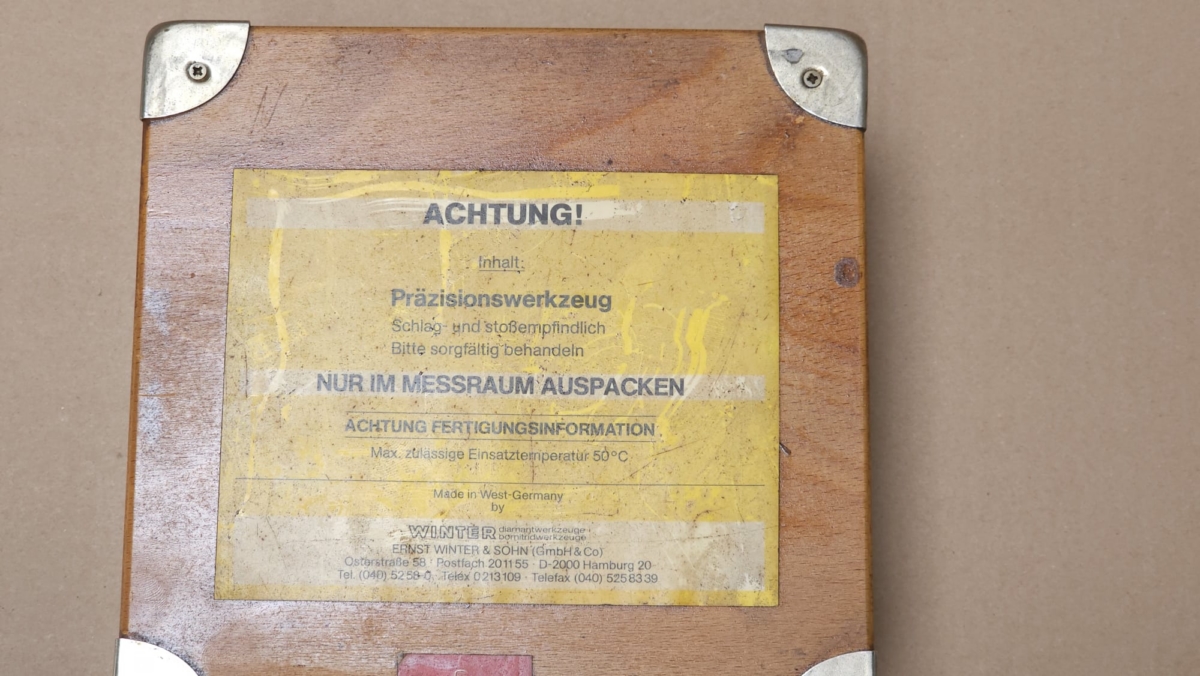 ACHTUNG!
Inhalt:
Präzisionswerkzeug
Schlag- und stoßempfindlich
Bitte sorgfältig behandeln
NUR IM MESSRAUM AUSPACKEN
ACHTUNG FERTIGUNGSINFORMATION
Max. zulässige Einsatztemperatur 50°C
Made in West-Germany
by
WINTER diamantwerkzeuge +
bornitridwerkzeuge
ERNST WINTER & SOHN (GmbH & Co)
Osterstraße 58 · Postfach 201155 · D-2000 Hamburg 20
Tel. (040) 5258-0 · Telex 0213109 · Telefax (040) 5258339